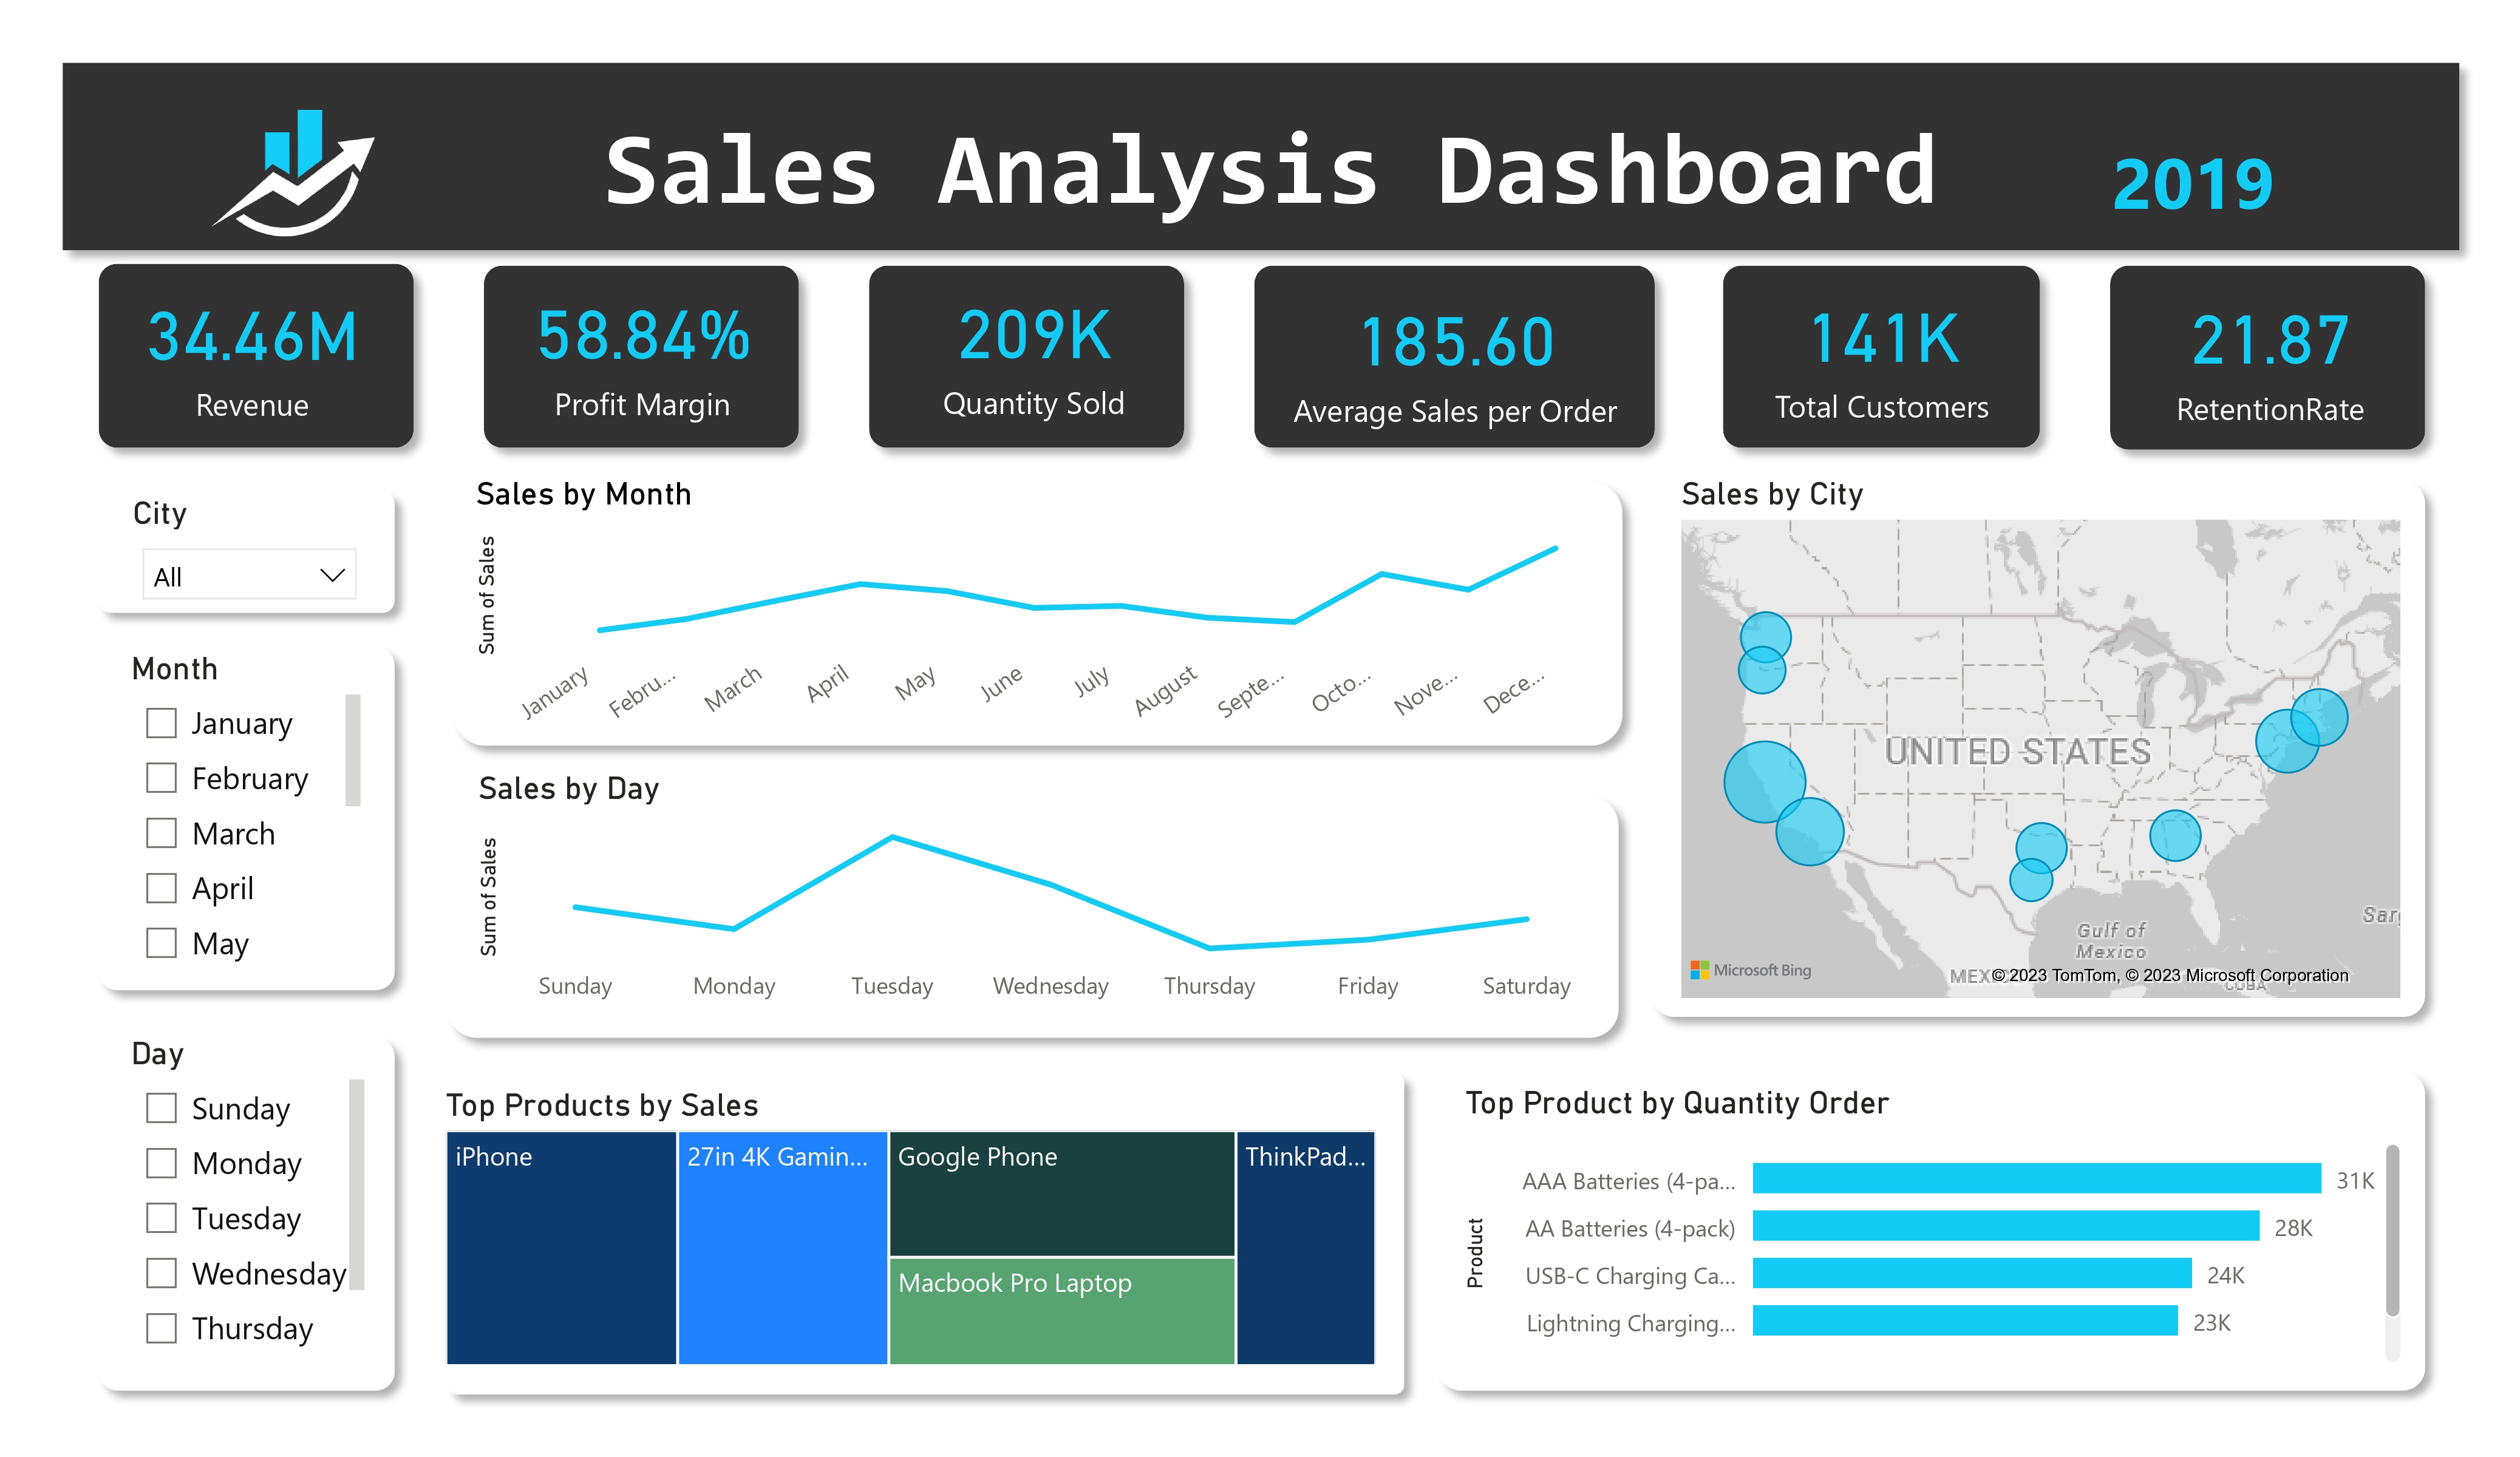 Sales Analysis Dashboard
2019
34.46M
Revenue
58.84%
Profit Margin
209K
Quantity Sold
185.60
Average Sales per Order
141K
Total Customers
21.87
RetentionRate
City
All
Month
January
February
March
April
May
Day
Sunday
Monday
Tuesday
Wednesday
Thursday
Sales by Month
Sum of Sales
January
Febru...
March
April
May
June
July
August
Septe...
Octo...
Nove...
Dece...
Sales by Day
Sum of Sales
Sunday
Monday
Tuesday
Wednesday
Thursday
Friday
Saturday
Sales by City
UNITED STATES
Gulf of
Mexico
Sarg
Microsoft Bing
MEXI
© 2023 TomTom, © 2023 Microsoft Corporation
CUBA
Top Products by Sales
iPhone
27in 4K Gamin...
Google Phone
Macbook Pro Laptop
ThinkPad...
Top Product by Quantity Order
Product
AAA Batteries (4-pa...
31K
AA Batteries (4-pack)
28K
USB-C Charging Ca...
24K
Lightning Charging...
23K